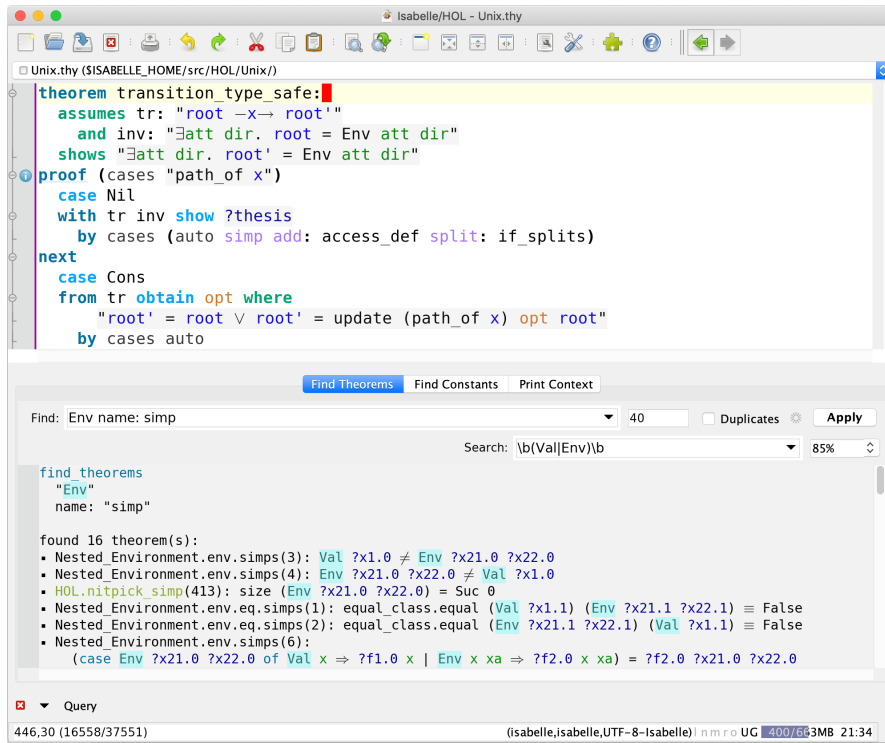 Isabelle/HOL - Unix.thy
Unix.thy ($ISABELLE_HOME/src/HOL/Unix/)
theorem transition_type_safe:
assumes tr: "root —x→ root'"
and inv: "∃att dir. root = Env att dir"
shows "∃att dir. root' = Env att dir"
proof (cases "path_of x")
case Nil
with tr inv show ?thesis
by cases (auto simp add: access_def split: if_splits)
next
case Cons
from tr obtain opt where
"root' = root ∨ root' = update (path_of x) opt root"
by cases auto
Find Theorems Find Constants Print Context
Find: Env name: simp 40 Duplicates Apply
Search: \b(Val|Env)\b 85%
find_theorems
"Env"
name: "simp"
found 16 theorem(s):
▪ Nested_Environment.env.simps(3): Val ?x1.0 ≠ Env ?x21.0 ?x22.0
▪ Nested_Environment.env.simps(4): Env ?x21.0 ?x22.0 ≠ Val ?x1.0
▪ HOL.nitpick_simp(413): size (Env ?x21.0 ?x22.0) = Suc 0
▪ Nested_Environment.env.eq.simps(1): equal_class.equal (Val ?x1.1) (Env ?x21.1 ?x22.1) ≡ False
▪ Nested_Environment.env.eq.simps(2): equal_class.equal (Env ?x21.1 ?x22.1) (Val ?x1.1) ≡ False
▪ Nested_Environment.env.simps(6):
(case Env ?x21.0 ?x22.0 of Val x ⇒ ?f1.0 x | Env x xa ⇒ ?f2.0 x xa) = ?f2.0 ?x21.0 ?x22.0
Query
446,30 (16558/37551) (isabelle,isabelle,UTF-8-Isabelle) l n m r o UG 400/663MB 21:34